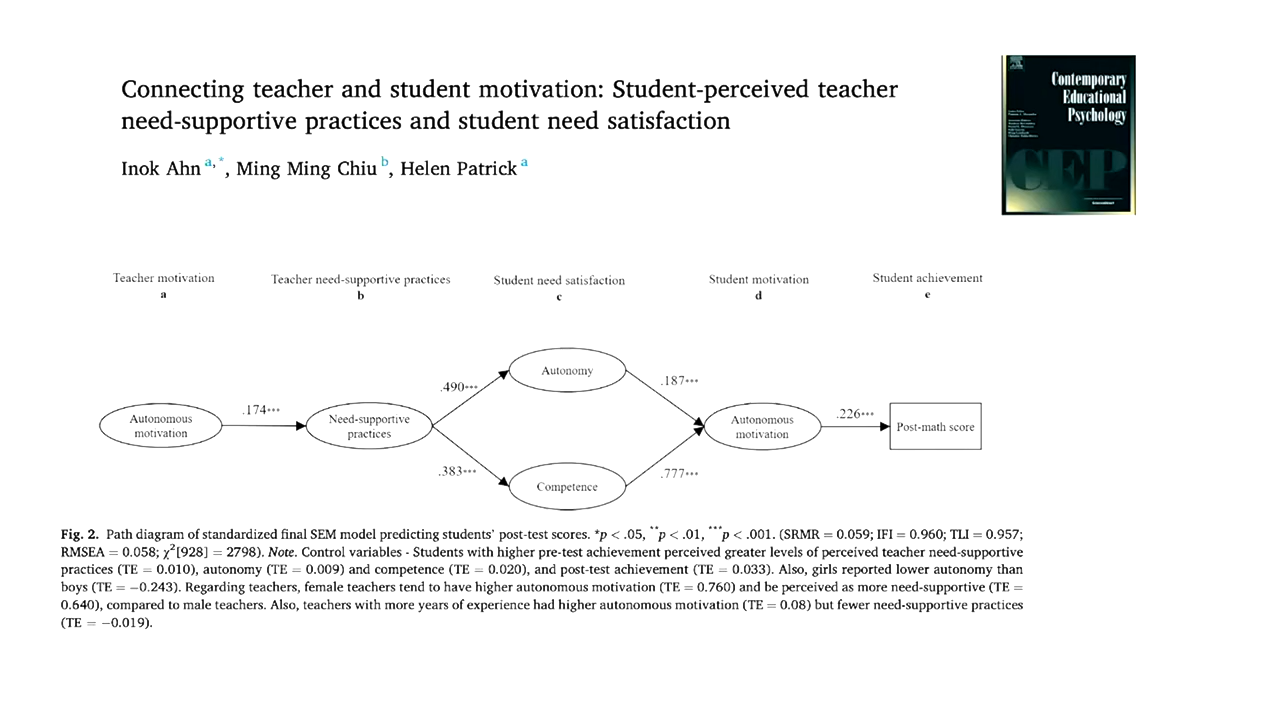 Connecting teacher and student motivation: Student-perceived teacher
need-supportive practices and student need satisfaction
Inok Ahn a,*, Ming Ming Chiu b, Helen Patrick a
Contemporary
Educational
Psychology
CEP
Teacher motivation
a
Teacher need-supportive practices
b
Student need satisfaction
c
Student motivation
d
Student achievement
e
Autonomous
motivation
.174***
Need-supportive
practices
.490***
.383***
Autonomy
Competence
.187***
.777***
Autonomous
motivation
.226***
Post-math score
Fig. 2. Path diagram of standardized final SEM model predicting students' post-test scores. *p < .05, **p < .01, ***p < .001. (SRMR = 0.059; IFI = 0.960; TLI = 0.957;
RMSEA = 0.058; χ²[928] = 2798). Note. Control variables - Students with higher pre-test achievement perceived greater levels of perceived teacher need-supportive
practices (TE = 0.010), autonomy (TE = 0.009) and competence (TE = 0.020), and post-test achievement (TE = 0.033). Also, girls reported lower autonomy than
boys (TE = −0.243). Regarding teachers, female teachers tend to have higher autonomous motivation (TE = 0.760) and be perceived as more need-supportive (TE =
0.640), compared to male teachers. Also, teachers with more years of experience had higher autonomous motivation (TE = 0.08) but fewer need-supportive practices
(TE = −0.019).